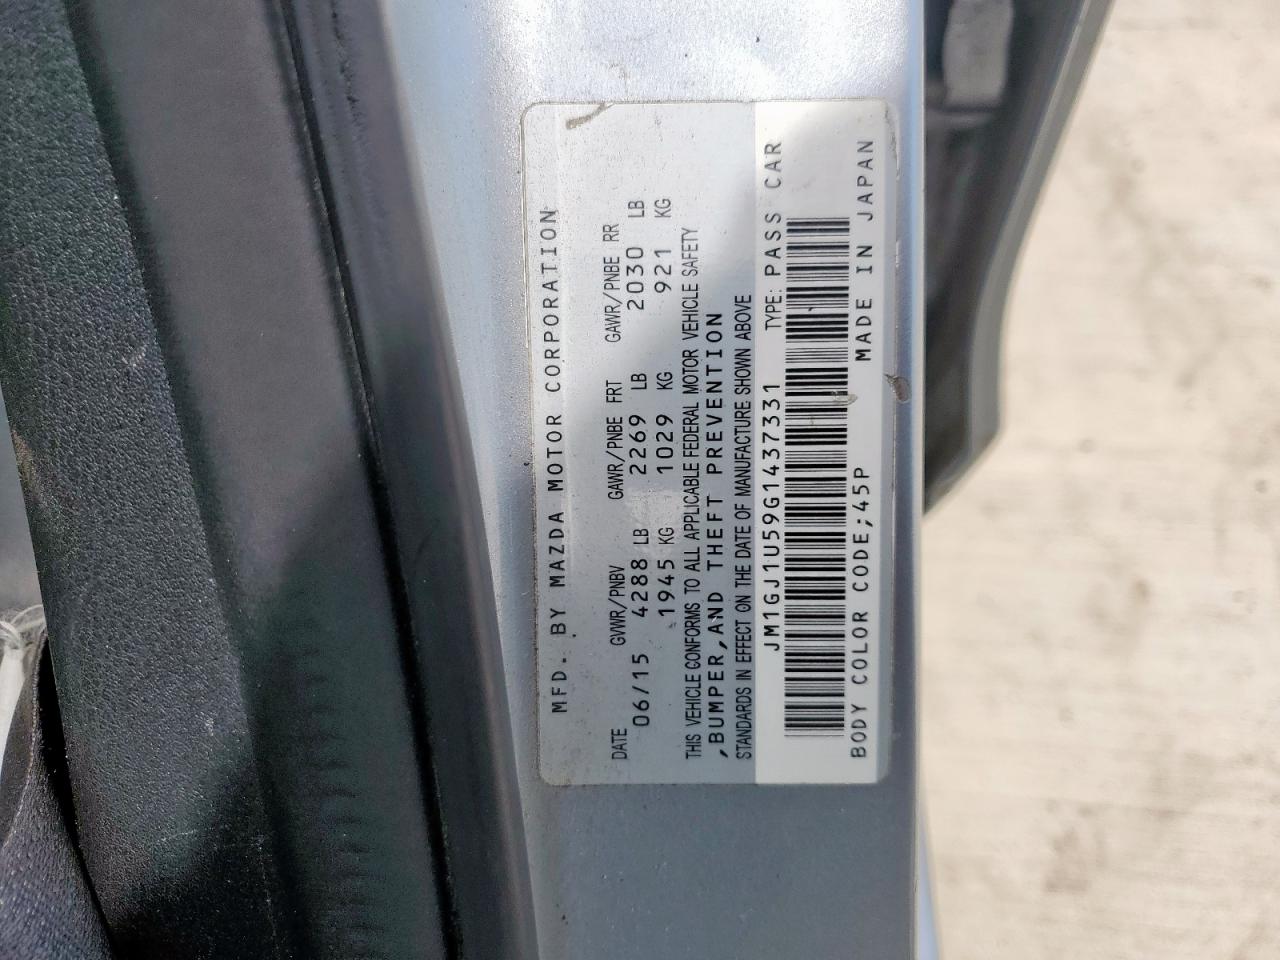 MFD. BY MAZDA MOTOR CORPORATION
DATE GVWR/PNBV GAWR/PNBE FRT GAWR/PNBE RR
06/15 4288 LB 2269 LB 2030 LB
1945 KG 1029 KG 921 KG
THIS VEHICLE CONFORMS TO ALL APPLICABLE FEDERAL MOTOR VEHICLE SAFETY
,BUMPER,AND THEFT PREVENTION
STANDARDS IN EFFECT ON THE DATE OF MANUFACTURE SHOWN ABOVE
JM1GJ1U59G1437331 TYPE: PASS CAR
BODY COLOR CODE;45P MADE IN JAPAN